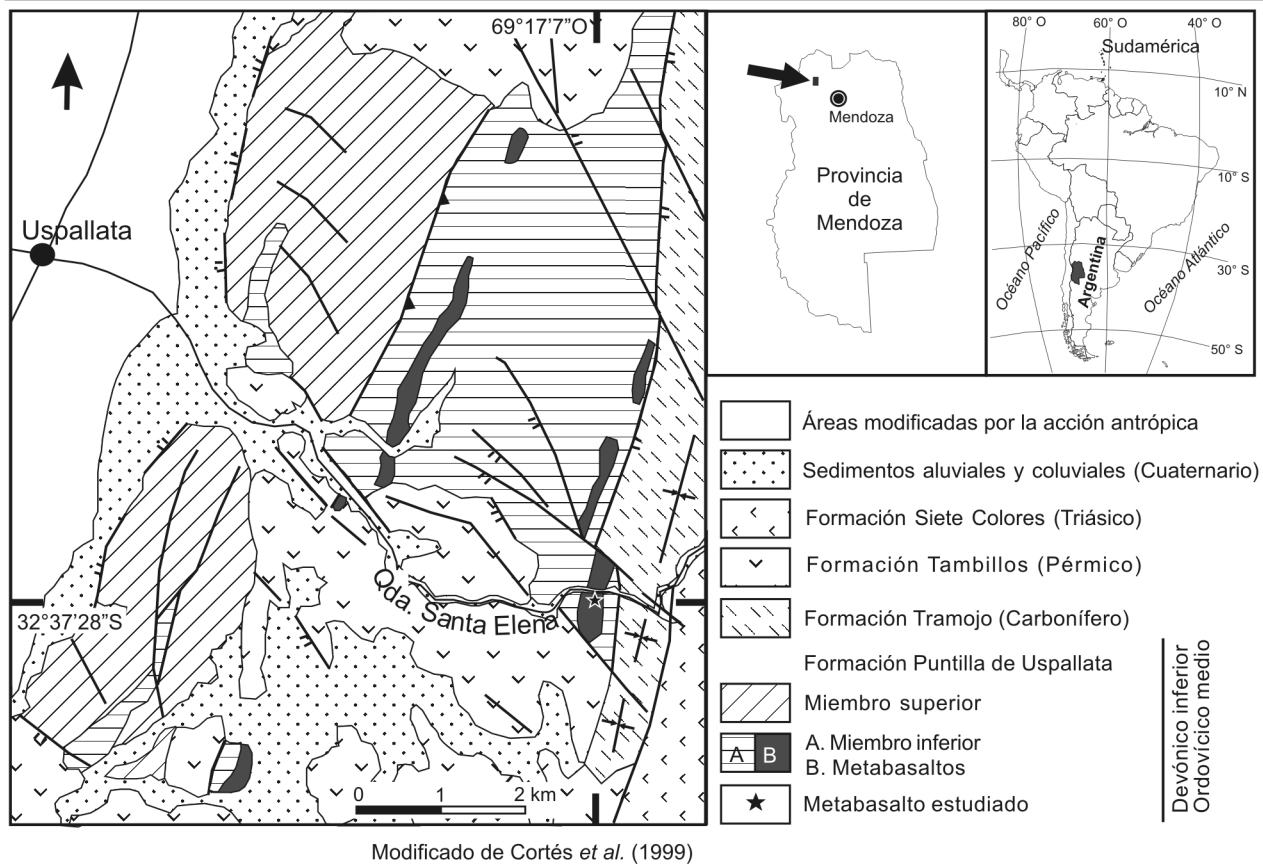 69°17'7"O
Uspallata
32°37'28"S
Qda. Santa Elena
0 1 2 km
Mendoza
Provincia
de
Mendoza
80° O 60° O 40° O
Sudamérica
10° N
10° S
30° S
50° S
Océano Pacífico
Argentina
Océano Atlántico
Áreas modificadas por la acción antrópica
Sedimentos aluviales y coluviales (Cuaternario)
Formación Siete Colores (Triásico)
Formación Tambillos (Pérmico)
Formación Tramojo (Carbonífero)
Formación Puntilla de Uspallata
Miembro superior
A B
A. Miembro inferior
B. Metabasaltos
Metabasalto estudiado
Devónico inferior
Ordovícico medio
Modificado de Cortés et al. (1999)